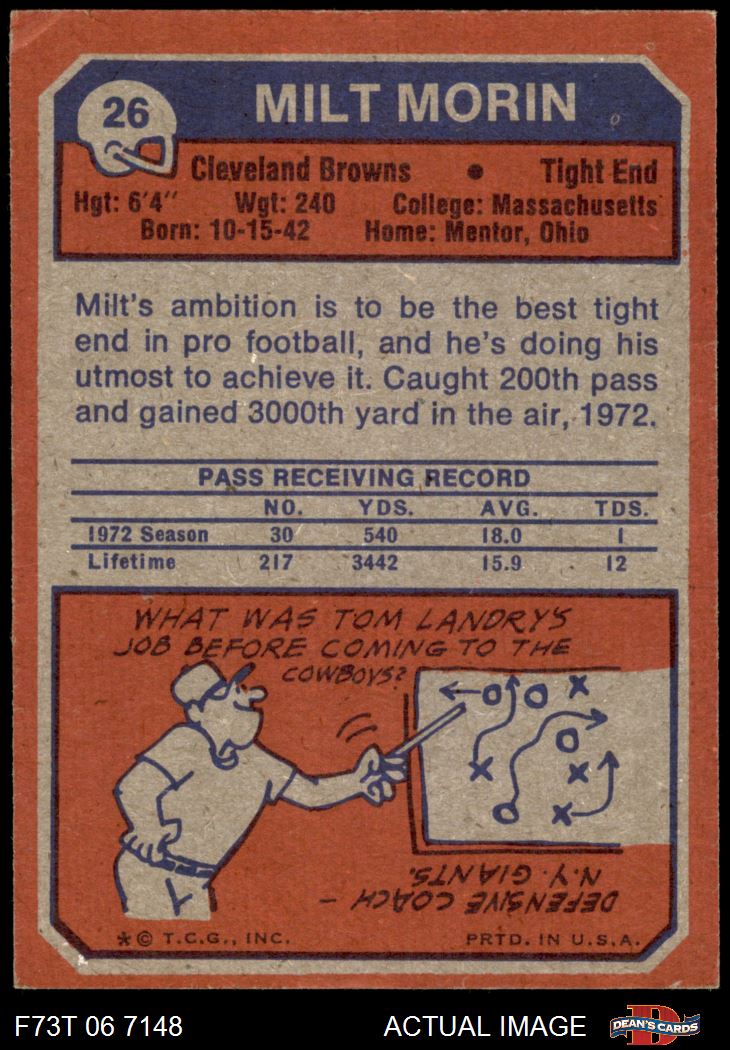 26
MILT MORIN
Cleveland Browns • Tight End
Hgt: 6'4" Wgt: 240 College: Massachusetts
Born: 10-15-42 Home: Mentor, Ohio
Milt's ambition is to be the best tight
end in pro football, and he's doing his
utmost to achieve it. Caught 200th pass
and gained 3000th yard in the air, 1972.
PASS RECEIVING RECORD
NO. YDS. AVG. TDS.
1972 Season 30 540 18.0 1
Lifetime 217 3442 15.9 12
WHAT WAS TOM LANDRY'S
JOB BEFORE COMING TO THE
COWBOYS?
DEFENSIVE COACH –
N.Y. GIANTS.
* © T.C.G., INC. PRTD. IN U.S.A.
F73T 06 7148 ACTUAL IMAGE D DEAN'S CARDS